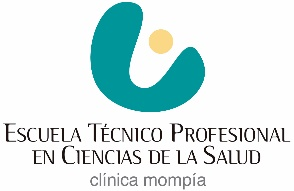 ESCUELA TÉCNICO PROFESIONAL
EN CIENCIAS DE LA SALUD
clínica mompía